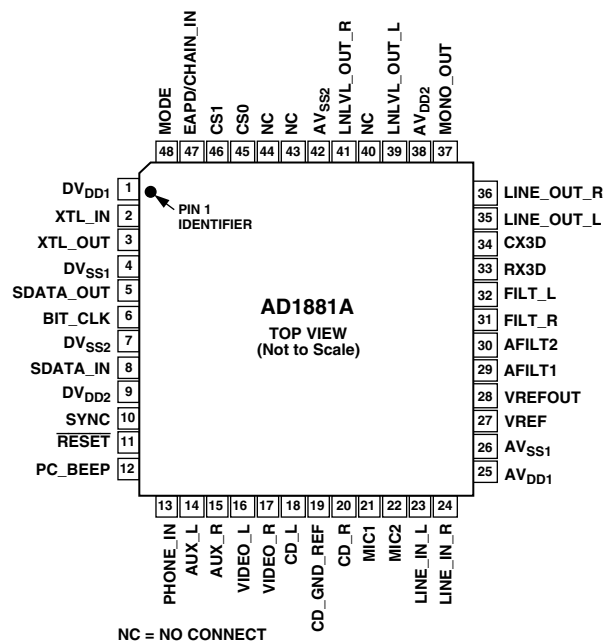 MODE
EAPD/CHAIN_IN
CS1
CS0
NC
NC
AVSS2
LNLVL_OUT_R
NC
LNLVL_OUT_L
AVDD2
MONO_OUT
48 47 46 45 44 43 42 41 40 39 38 37
DVDD1 1
XTL_IN 2
XTL_OUT 3
DVSS1 4
SDATA_OUT 5
BIT_CLK 6
DVSS2 7
SDATA_IN 8
DVDD2 9
SYNC 10
RESET 11
PC_BEEP 12
PIN 1
IDENTIFIER
AD1881A
TOP VIEW
(Not to Scale)
36 LINE_OUT_R
35 LINE_OUT_L
34 CX3D
33 RX3D
32 FILT_L
31 FILT_R
30 AFILT2
29 AFILT1
28 VREFOUT
27 VREF
26 AVSS1
25 AVDD1
13 14 15 16 17 18 19 20 21 22 23 24
PHONE_IN
AUX_L
AUX_R
VIDEO_L
VIDEO_R
CD_L
CD_GND_REF
CD_R
MIC1
MIC2
LINE_IN_L
LINE_IN_R
NC = NO CONNECT